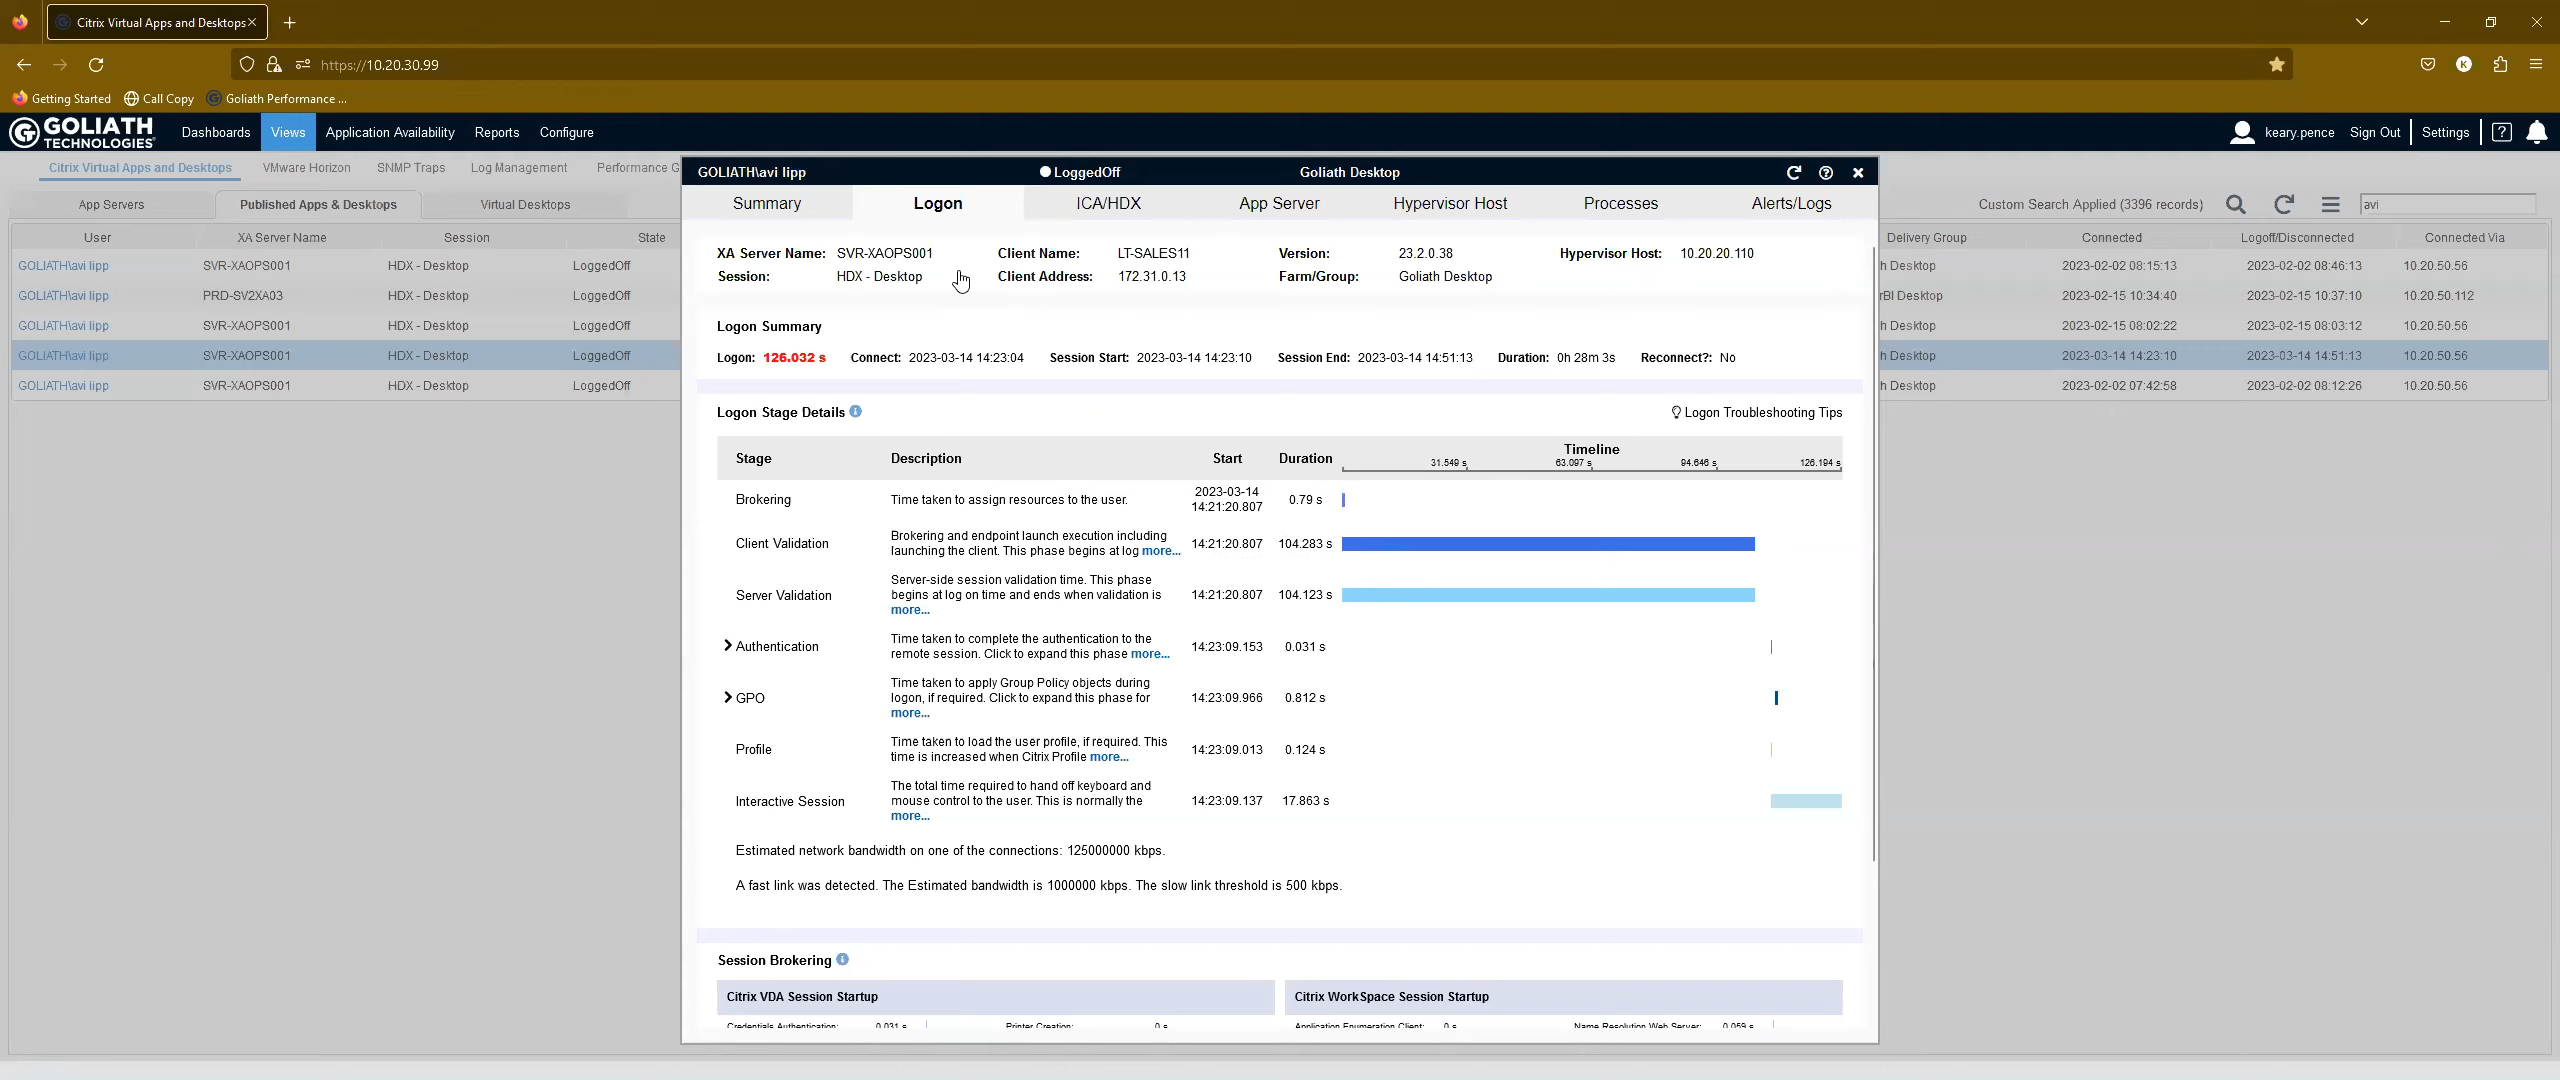 Citrix Virtual Apps and Desktops
https://10.20.30.99
K
Getting Started Call Copy Goliath Performance ...
GOLIATH TECHNOLOGIES
Dashboards Views Application Availability Reports Configure
keary.pence Sign Out Settings ?
Citrix Virtual Apps and Desktops VMware Horizon SNMP Traps Log Management Performance G
App Servers Published Apps & Desktops Virtual Desktops
Custom Search Applied (3396 records) avi
User XA Server Name Session State Delivery Group Connected Logoff/Disconnected Connected Via
GOLIATH\avi lipp SVR-XAOPS001 HDX - Desktop LoggedOff h Desktop 2023-02-02 08:15:13 2023-02-02 08:46:13 10.20.50.56
GOLIATH\avi lipp PRD-SV2XA03 HDX - Desktop LoggedOff rBI Desktop 2023-02-15 10:34:40 2023-02-15 10:37:10 10.20.50.112
GOLIATH\avi lipp SVR-XAOPS001 HDX - Desktop LoggedOff h Desktop 2023-02-15 08:02:22 2023-02-15 08:03:12 10.20.50.56
GOLIATH\avi lipp SVR-XAOPS001 HDX - Desktop LoggedOff h Desktop 2023-03-14 14:23:10 2023-03-14 14:51:13 10.20.50.56
GOLIATH\avi lipp SVR-XAOPS001 HDX - Desktop LoggedOff h Desktop 2023-02-02 07:42:58 2023-02-02 08:12:26 10.20.50.56
GOLIATH\avi lipp LoggedOff Goliath Desktop
Summary Logon ICA/HDX App Server Hypervisor Host Processes Alerts/Logs
XA Server Name: SVR-XAOPS001 Client Name: LT-SALES11 Version: 23.2.0.38 Hypervisor Host: 10.20.20.110
Session: HDX - Desktop Client Address: 172.31.0.13 Farm/Group: Goliath Desktop
Logon Summary
Logon: 126.032 s Connect: 2023-03-14 14:23:04 Session Start: 2023-03-14 14:23:10 Session End: 2023-03-14 14:51:13 Duration: 0h 28m 3s Reconnect?: No
Logon Stage Details Logon Troubleshooting Tips
Stage Description Start Duration Timeline
31.549 s 63.097 s 94.646 s 126.194 s
Brokering Time taken to assign resources to the user. 2023-03-14
14:21:20.807 0.79 s
Client Validation Brokering and endpoint launch execution including
launching the client. This phase begins at log more... 14:21:20.807 104.283 s
Server Validation Server-side session validation time. This phase
begins at log on time and ends when validation is 14:21:20.807 104.123 s
more...
Authentication Time taken to complete the authentication to the
remote session. Click to expand this phase more... 14:23:09.153 0.031 s
GPO Time taken to apply Group Policy objects during
logon, if required. Click to expand this phase for 14:23:09.966 0.812 s
more...
Profile Time taken to load the user profile, if required. This
time is increased when Citrix Profile more... 14:23:09.013 0.124 s
Interactive Session The total time required to hand off keyboard and
mouse control to the user. This is normally the 14:23:09.137 17.863 s
more...
Estimated network bandwidth on one of the connections: 125000000 kbps.
A fast link was detected. The Estimated bandwidth is 1000000 kbps. The slow link threshold is 500 kbps.
Session Brokering
Citrix VDA Session Startup Citrix WorkSpace Session Startup
Credentials Authentication: 0.031 s Printer Creation: 0 s Application Enumeration Client: 0 s Name Resolution Web Server: 0.059 s